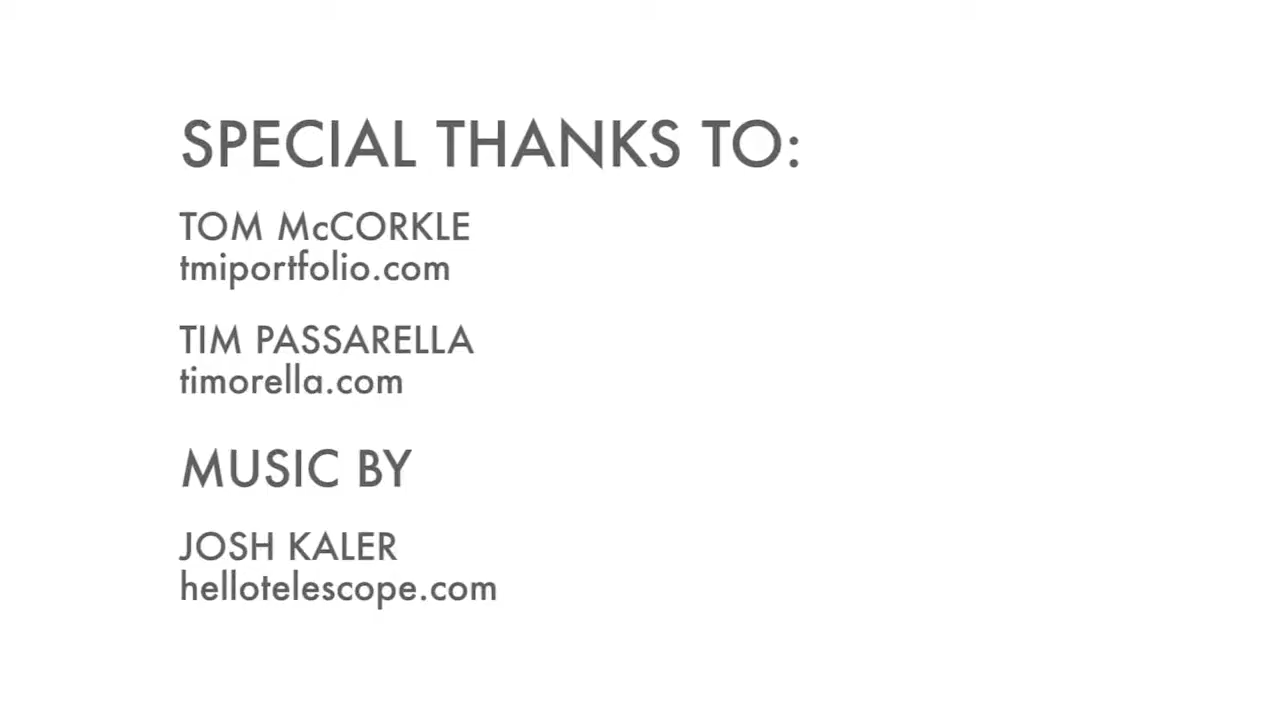 SPECIAL THANKS TO:
TOM McCORKLE
tmiportfolio.com
TIM PASSARELLA
timorella.com
MUSIC BY
JOSH KALER
hellotelescope.com